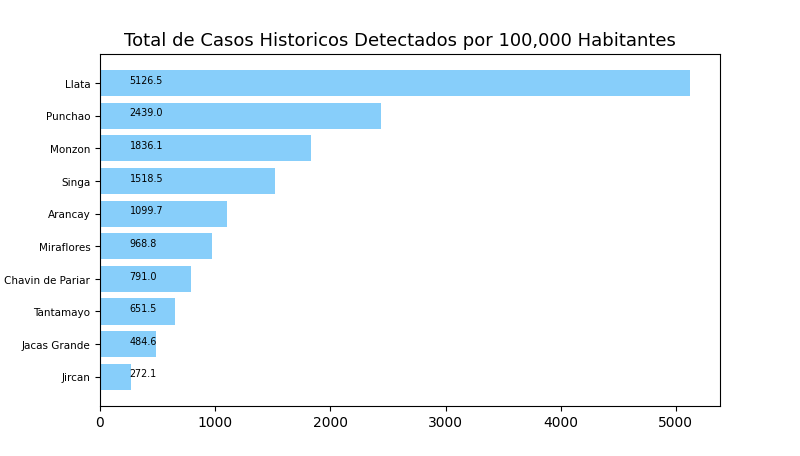 Total de Casos Historicos Detectados por 100,000 Habitantes
Llata 5126.5
Punchao 2439.0
Monzon 1836.1
Singa 1518.5
Arancay 1099.7
Miraflores 968.8
Chavin de Pariar 791.0
Tantamayo 651.5
Jacas Grande 484.6
Jircan 272.1
0 1000 2000 3000 4000 5000